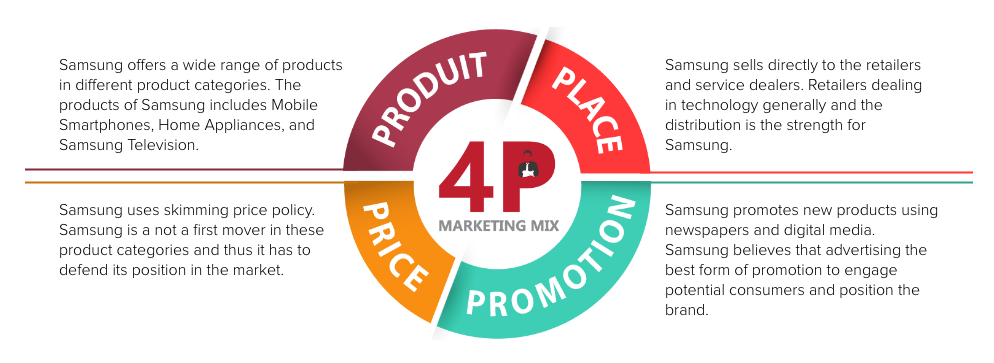 Samsung offers a wide range of products
in different product categories. The
products of Samsung includes Mobile
Smartphones, Home Appliances, and
Samsung Television.
PRODUIT
PLACE
Samsung sells directly to the retailers
and service dealers. Retailers dealing
in technology generally and the
distribution is the strength for
Samsung.
4P
MARKETING MIX
Samsung uses skimming price policy.
Samsung is a not a first mover in these
product categories and thus it has to
defend its position in the market.
PRICE
PROMOTION
Samsung promotes new products using
newspapers and digital media.
Samsung believes that advertising the
best form of promotion to engage
potential consumers and position the
brand.